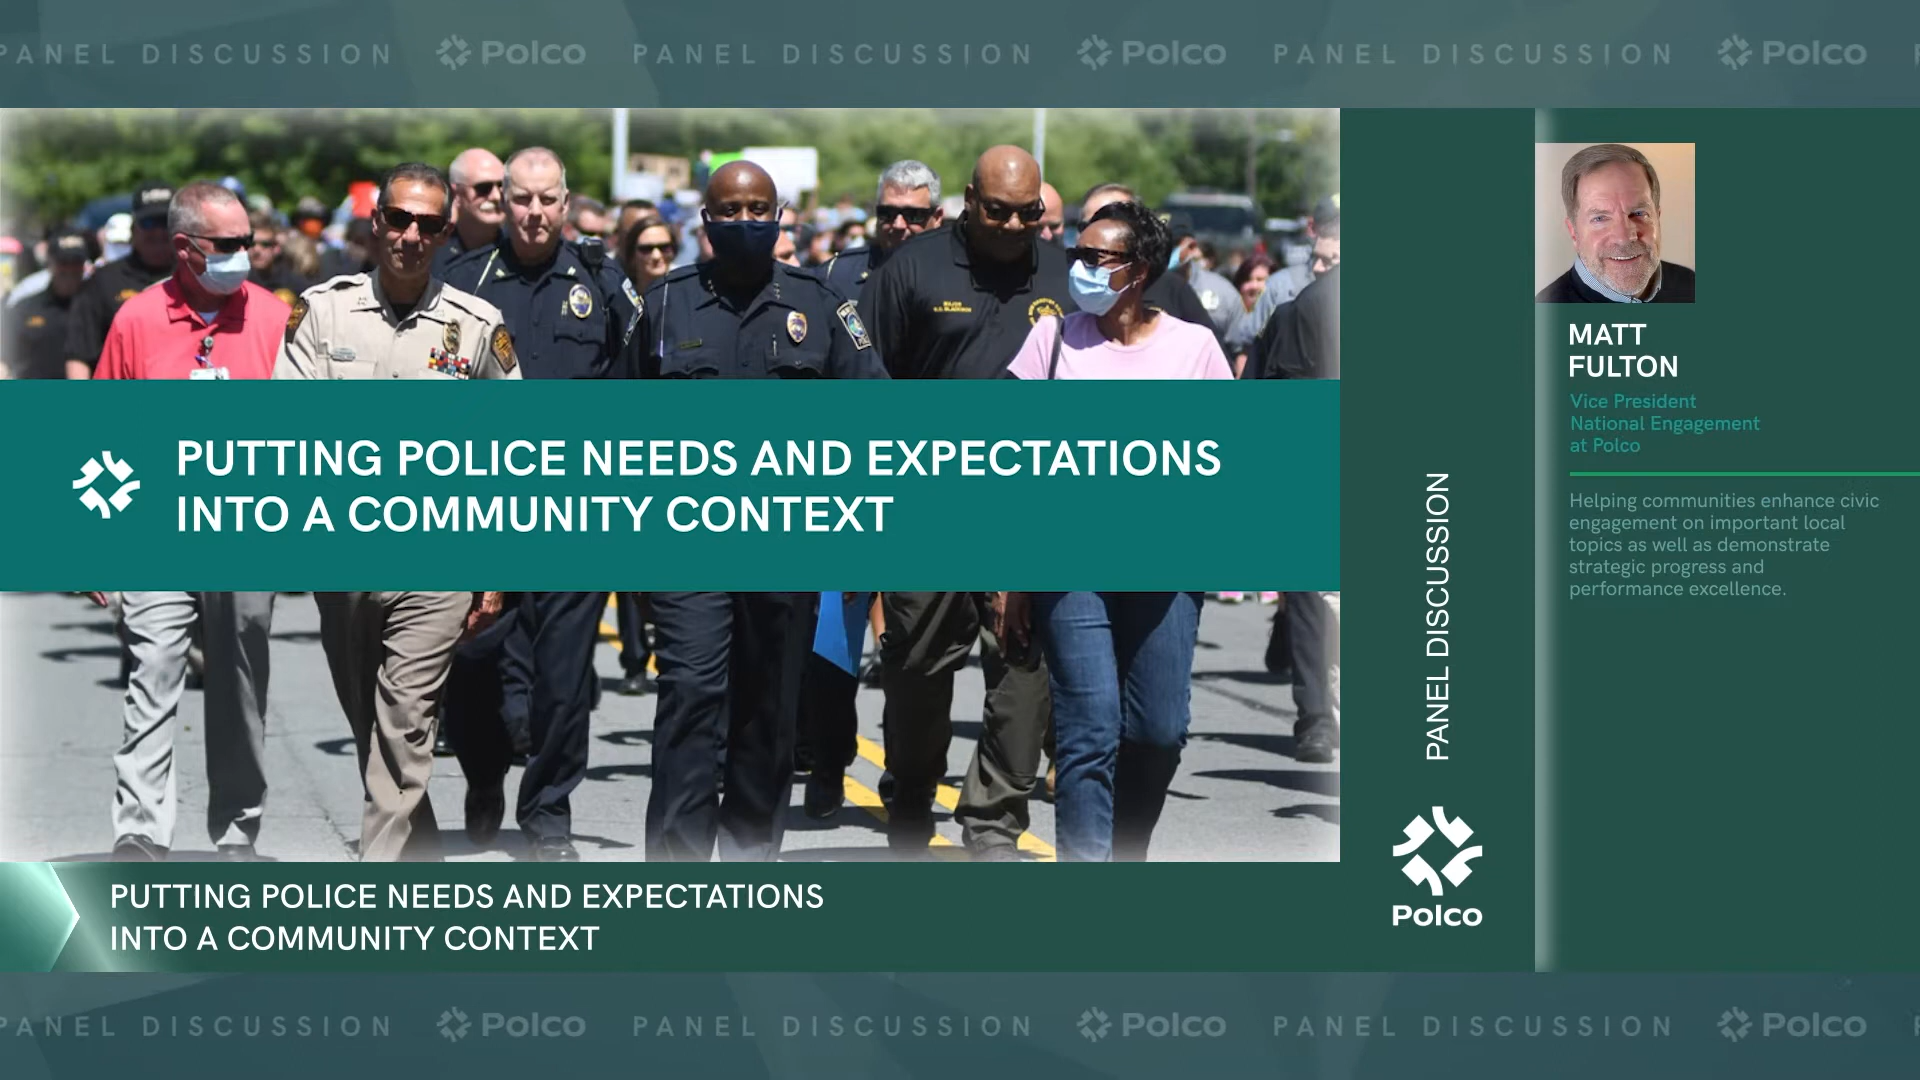 PANEL DISCUSSION Polco PANEL DISCUSSION Polco PANEL DISCUSSION Polco
PUTTING POLICE NEEDS AND EXPECTATIONS
INTO A COMMUNITY CONTEXT
PANEL DISCUSSION
Polco
MATT
FULTON
Vice President
National Engagement
at Polco
Helping communities enhance civic
engagement on important local
topics as well as demonstrate
strategic progress and
performance excellence.
PUTTING POLICE NEEDS AND EXPECTATIONS
INTO A COMMUNITY CONTEXT
PANEL DISCUSSION Polco PANEL DISCUSSION Polco PANEL DISCUSSION Polco